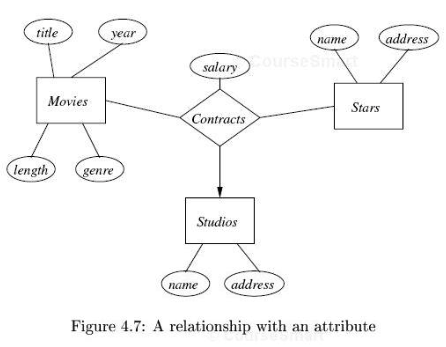 title
year
name
address
salary
CourseSmart
Movies
Contracts
Stars
length
genre
Studios
name
address
Figure 4.7: A relationship with an attribute
CourseSmart